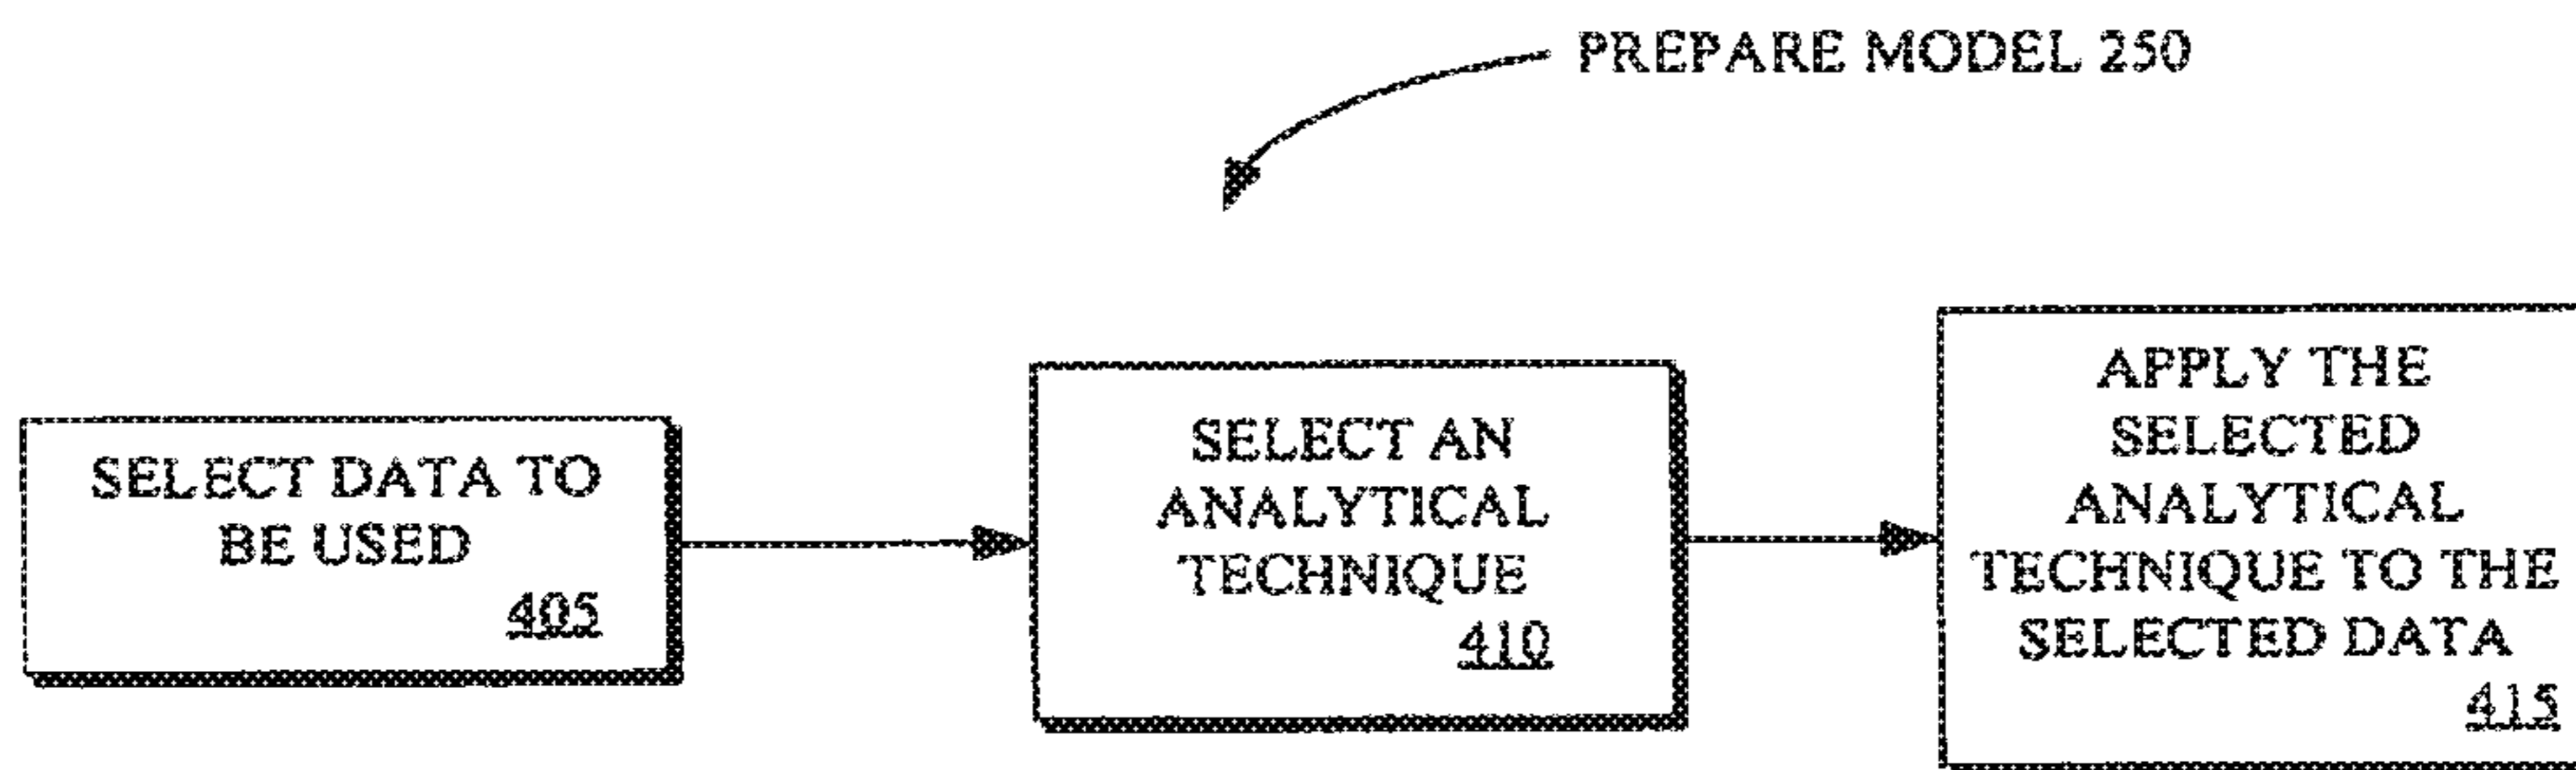 PREPARE MODEL 250
SELECT DATA TO
BE USED
405
SELECT AN
ANALYTICAL
TECHNIQUE
410
APPLY THE
SELECTED
ANALYTICAL
TECHNIQUE TO THE
SELECTED DATA
415